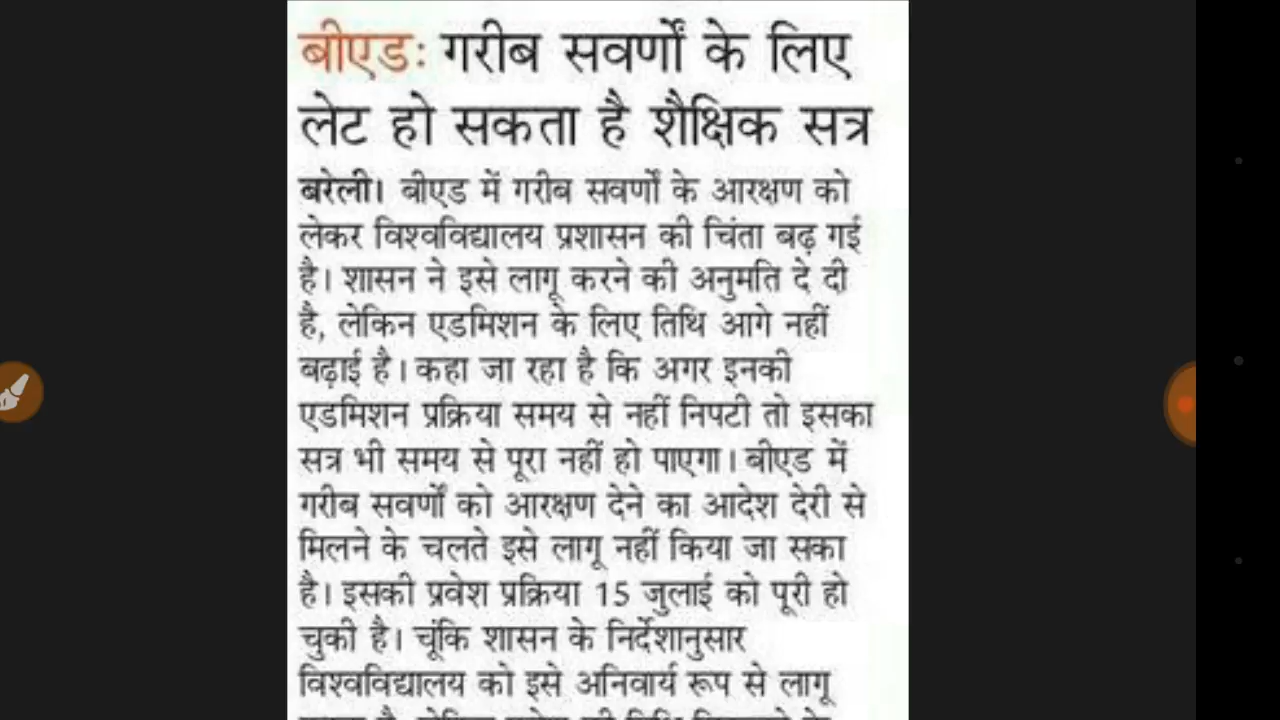 बीएडः गरीब सवर्णों के लिए
लेट हो सकता है शैक्षिक सत्र
बरेली। बीएड में गरीब सवर्णों के आरक्षण को
लेकर विश्वविद्यालय प्रशासन की चिंता बढ़ गई
है। शासन ने इसे लागू करने की अनुमति दे दी
है, लेकिन एडमिशन के लिए तिथि आगे नहीं
बढ़ाई है। कहा जा रहा है कि अगर इनकी
एडमिशन प्रक्रिया समय से नहीं निपटी तो इसका
सत्र भी समय से पूरा नहीं हो पाएगा। बीएड में
गरीब सवर्णों को आरक्षण देने का आदेश देरी से
मिलने के चलते इसे लागू नहीं किया जा सका
है। इसकी प्रवेश प्रक्रिया 15 जुलाई को पूरी हो
चुकी है। चूंकि शासन के निर्देशानुसार
विश्वविद्यालय को इसे अनिवार्य रूप से लागू